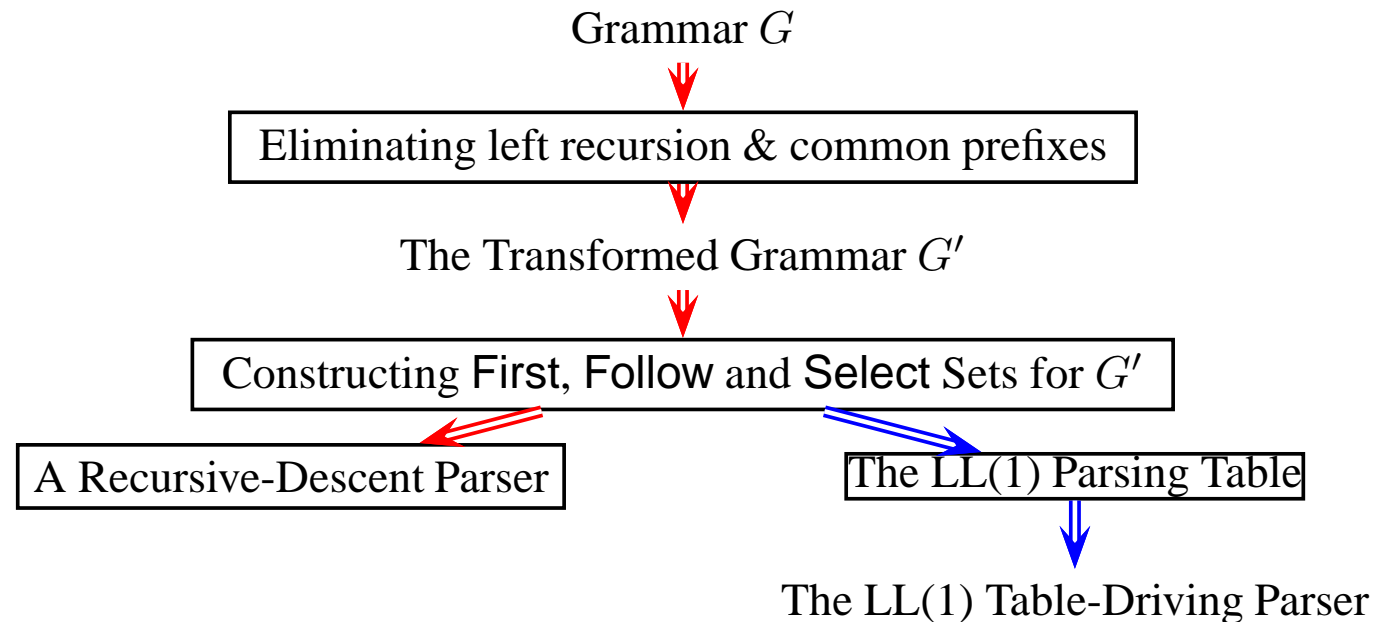 Grammar G
Eliminating left recursion & common prefixes
The Transformed Grammar G′
Constructing First, Follow and Select Sets for G′
A Recursive-Descent Parser
The LL(1) Parsing Table
The LL(1) Table-Driving Parser